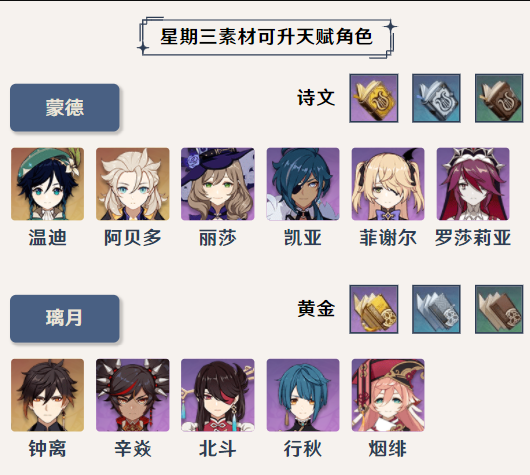 星期三素材可升天赋角色
蒙德
诗文
温迪 阿贝多 丽莎 凯亚 菲谢尔 罗莎莉亚
璃月
黄金
钟离 辛焱 北斗 行秋 烟绯